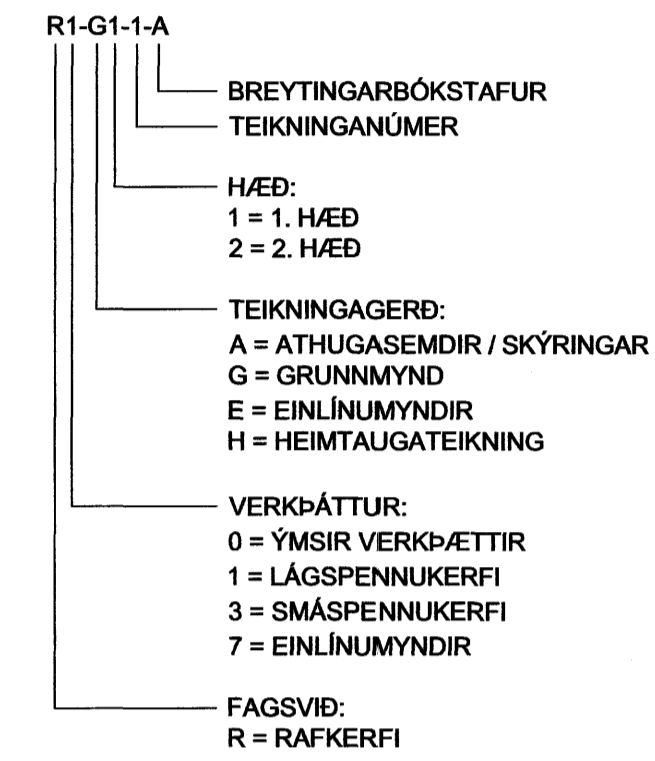 R1-G1-1-A
BREYTINGARBÓKSTAFUR
TEIKNINGANÚMER
HÆÐ:
1 = 1. HÆÐ
2 = 2. HÆÐ
TEIKNINGAGERÐ:
A = ATHUGASEMDIR / SKÝRINGAR
G = GRUNNMYND
E = EINLÍNUMYNDIR
H = HEIMTAUGATEIKNING
VERKÞÁTTUR:
0 = ÝMSIR VERKÞÆTTIR
1 = LÁGSPENNUKERFI
3 = SMÁSPENNUKERFI
7 = EINLÍNUMYNDIR
FAGSVIÐ:
R = RAFKERFI